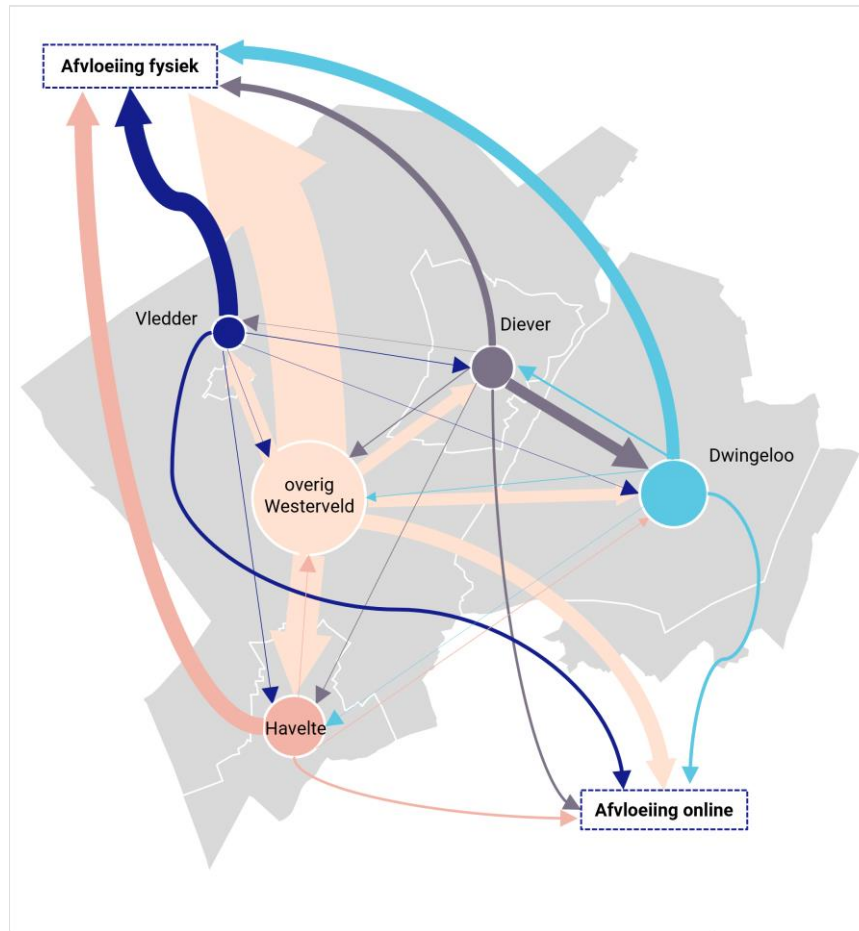 Afvloeiing fysiek
Vledder
Diever
Dwingeloo
overig
Westerveld
Havelte
Afvloeiing online